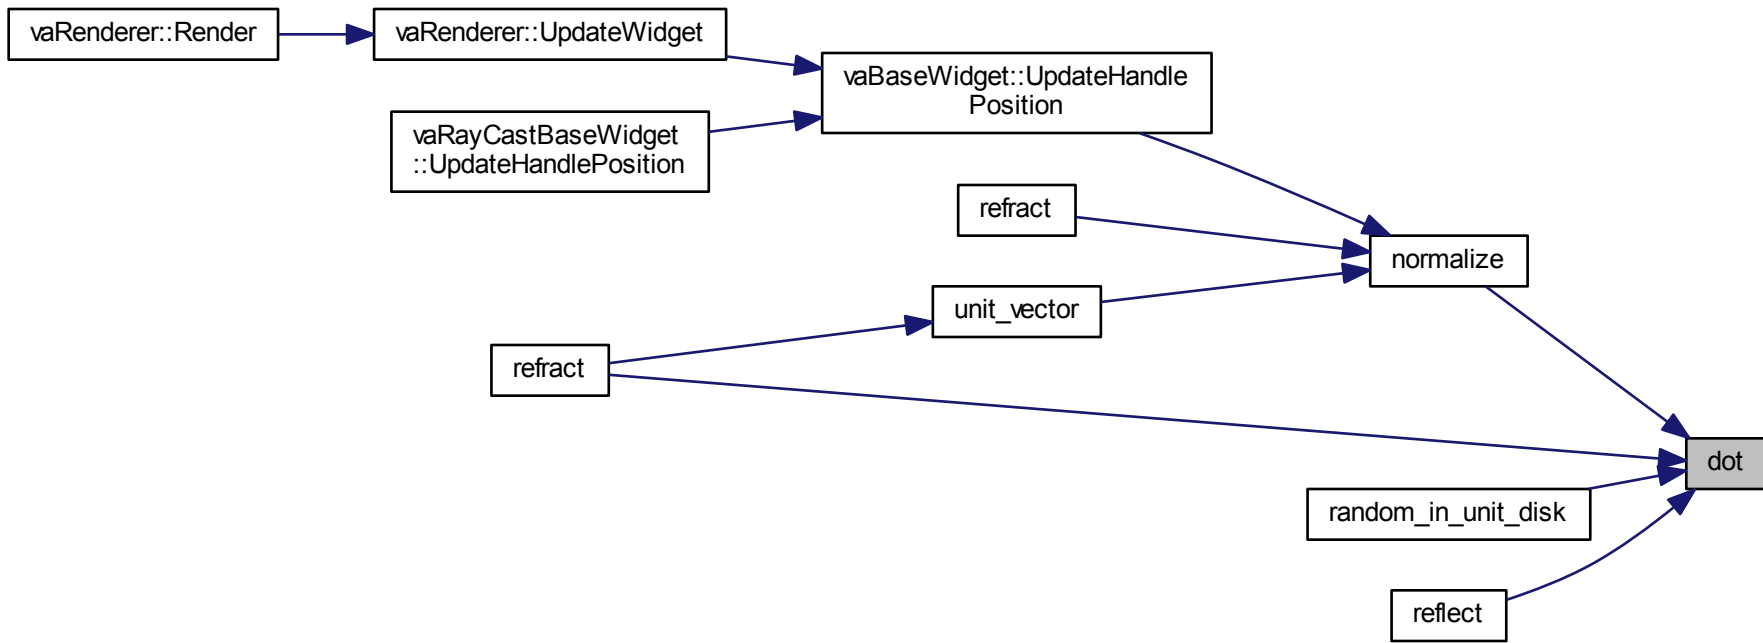 vaRenderer::Render
vaRenderer::UpdateWidget
vaBaseWidget::UpdateHandle
Position
vaRayCastBaseWidget
::UpdateHandlePosition
refract
normalize
unit_vector
refract
dot
random_in_unit_disk
reflect